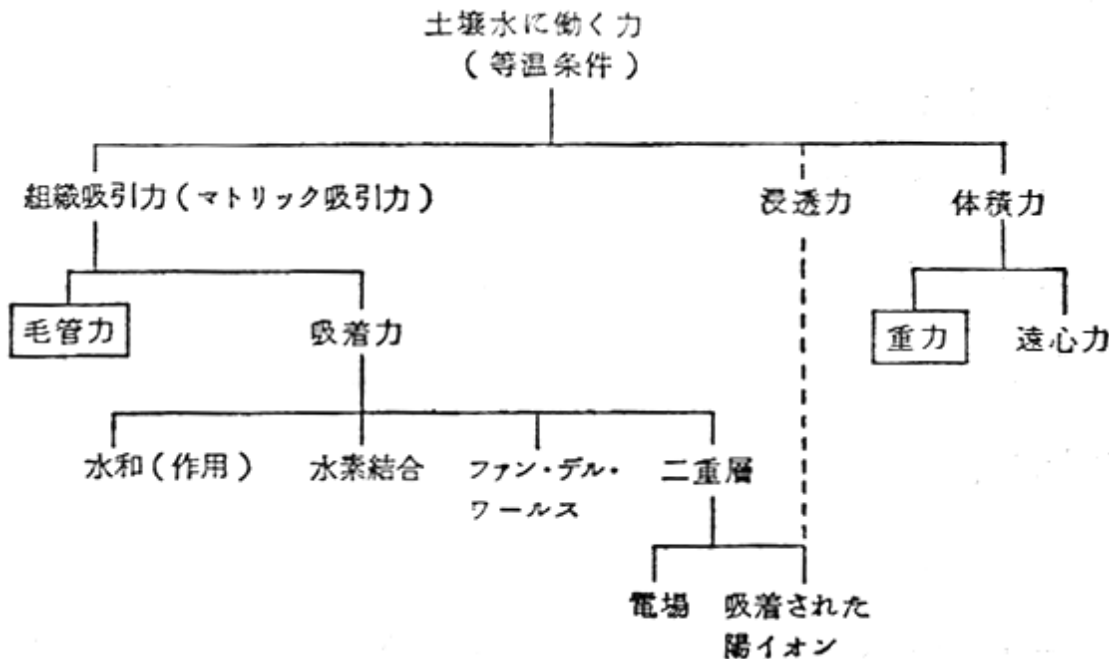 土壌水に働く力
(等温条件)
組織吸引力(マトリック吸引力)
浸透力
体積力
毛管力
吸着力
重力
遠心力
水和(作用)
水素結合
ファン・デル・
ワールス
二重層
電場
吸着された
陽イオン